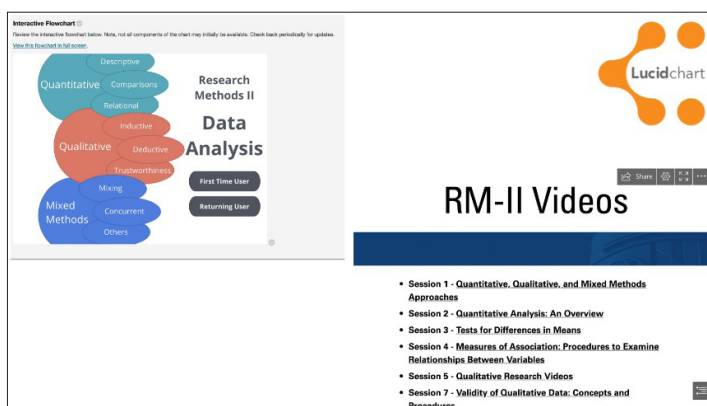 Interactive Flowchart
Review the interactive flowchart below. Note, not all components of the chart may initially be available. Check back periodically for updates.
View this flowchart in full screen.
Descriptive
Quantitative
Comparisons
Relational
Inductive
Qualitative
Deductive
Trustworthiness
Mixing
Mixed
Methods
Concurrent
Others
Research
Methods II
Data
Analysis
First Time User
Returning User
Lucidchart
Share
RM-II Videos
• Session 1 - Quantitative, Qualitative, and Mixed Methods
Approaches
• Session 2 - Quantitative Analysis: An Overview
• Session 3 - Tests for Differences in Means
• Session 4 - Measures of Association: Procedures to Examine
Relationships Between Variables
• Session 5 - Qualitative Research Videos
• Session 7 - Validity of Qualitative Data: Concepts and
Procedures